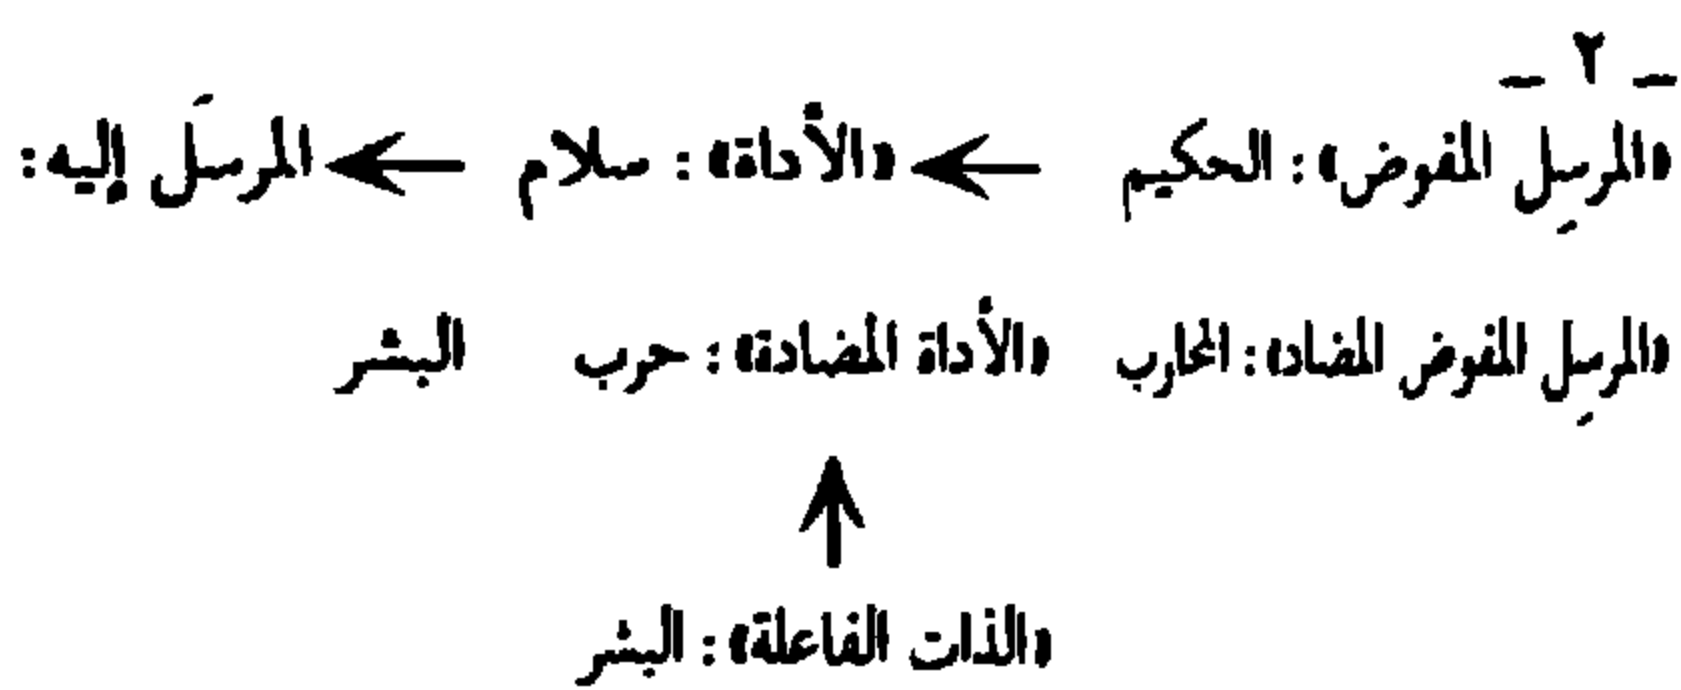 ـ ٢ ـ
«المرسِل المفوض»: الحكيم ← «الأداة»: سلام ← المرسَل إليه:
«المرسِل المفوض المضاد»: المحارب «الأداة المضادة»: حرب البشر
↑
«الذات الفاعلة»: البشر